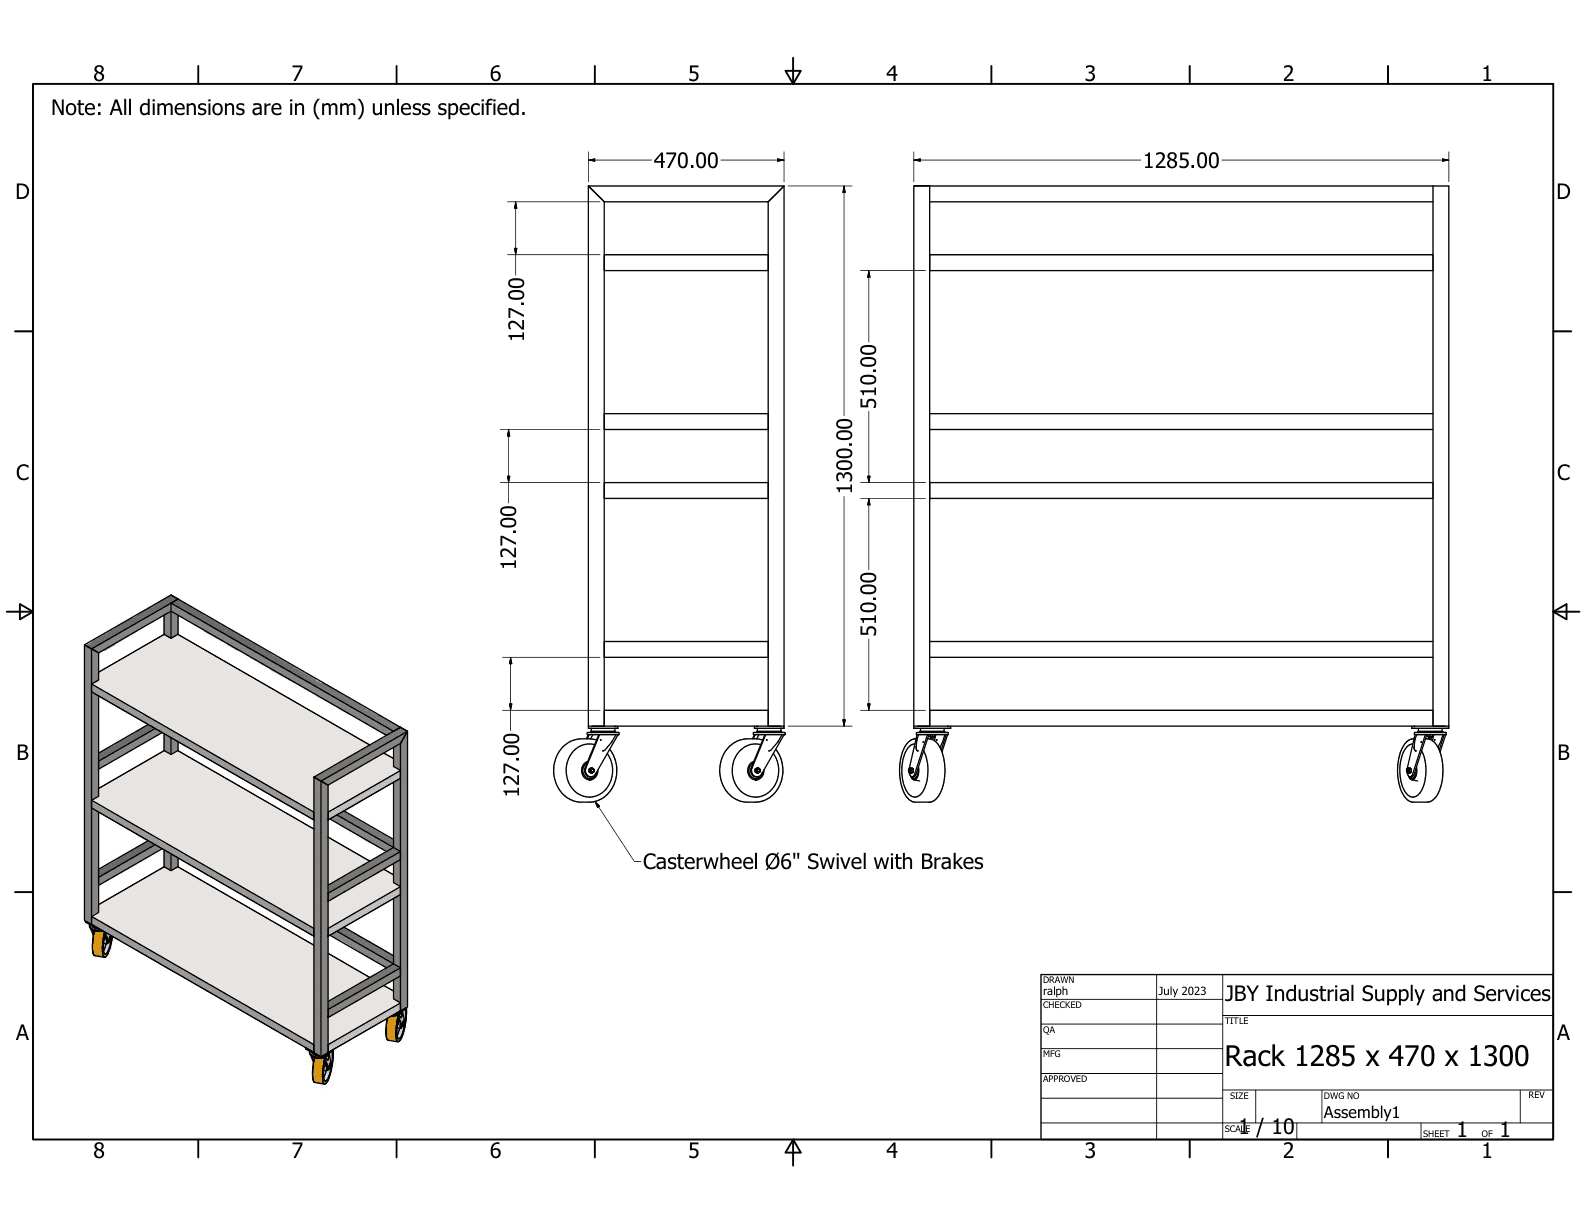 8 7 6 5 4 3 2 1
Note: All dimensions are in (mm) unless specified.
470.00
1285.00
D
D
127.00
510.00
1300.00
C
C
127.00
510.00
B
B
127.00
Casterwheel Ø6" Swivel with Brakes
A
A
DRAWN
ralph
July 2023
JBY Industrial Supply and Services
CHECKED
TITLE
QA
Rack 1285 x 470 x 1300
MFG
APPROVED
SIZE
DWG NO
REV
Assembly1
SCALE
1 / 10
SHEET 1 OF 1
8 7 6 5 4 3 2 1